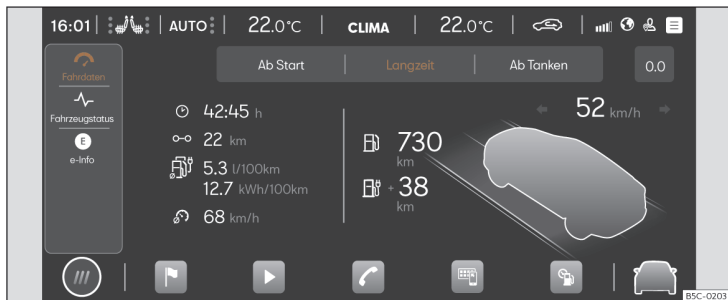 16:01 AUTO 22.0°C CLIMA 22.0°C
Fahrdaten
Fahrzeugstatus
E
e-Info
Ab Start Langzeit Ab Tanken 0.0
42:45 h
22 km
5.3 l/100km
12.7 kWh/100km
Ø 68 km/h
730
km
+ 38
km
52 km/h
B5C-0203